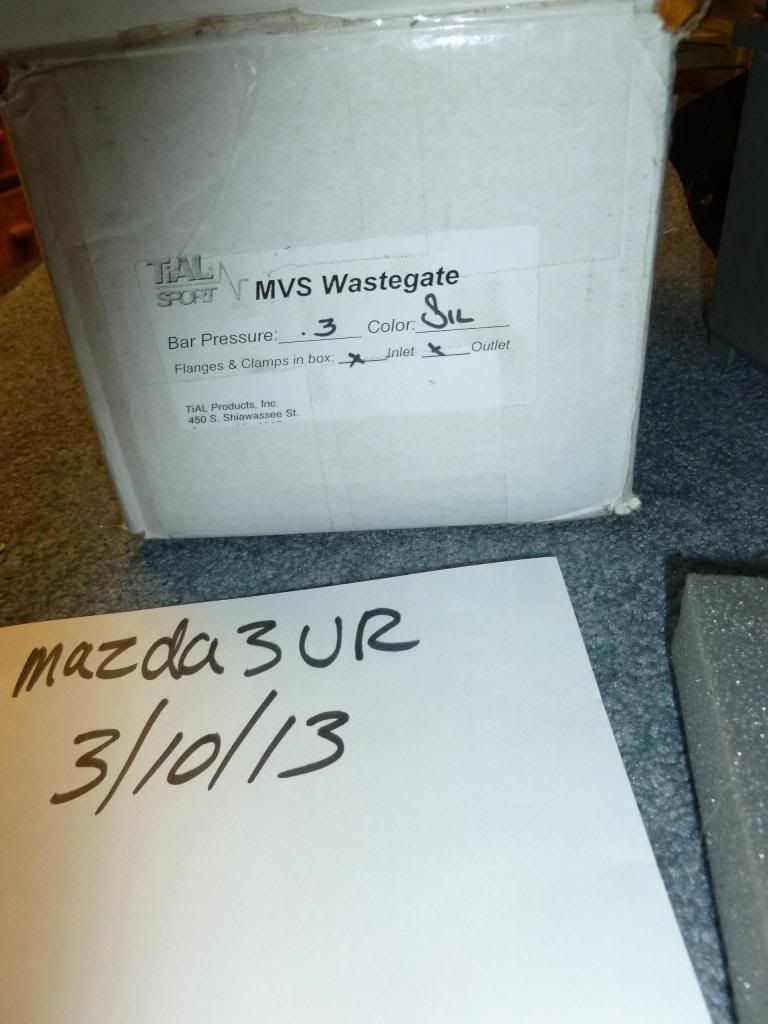 TiAL
SPORT
MVS Wastegate
Bar Pressure: .3 Color: SIL
Flanges & Clamps in box: x Inlet x Outlet
TiAL Products, Inc.
450 S. Shiawassee St.
mazda3UR
3/10/13